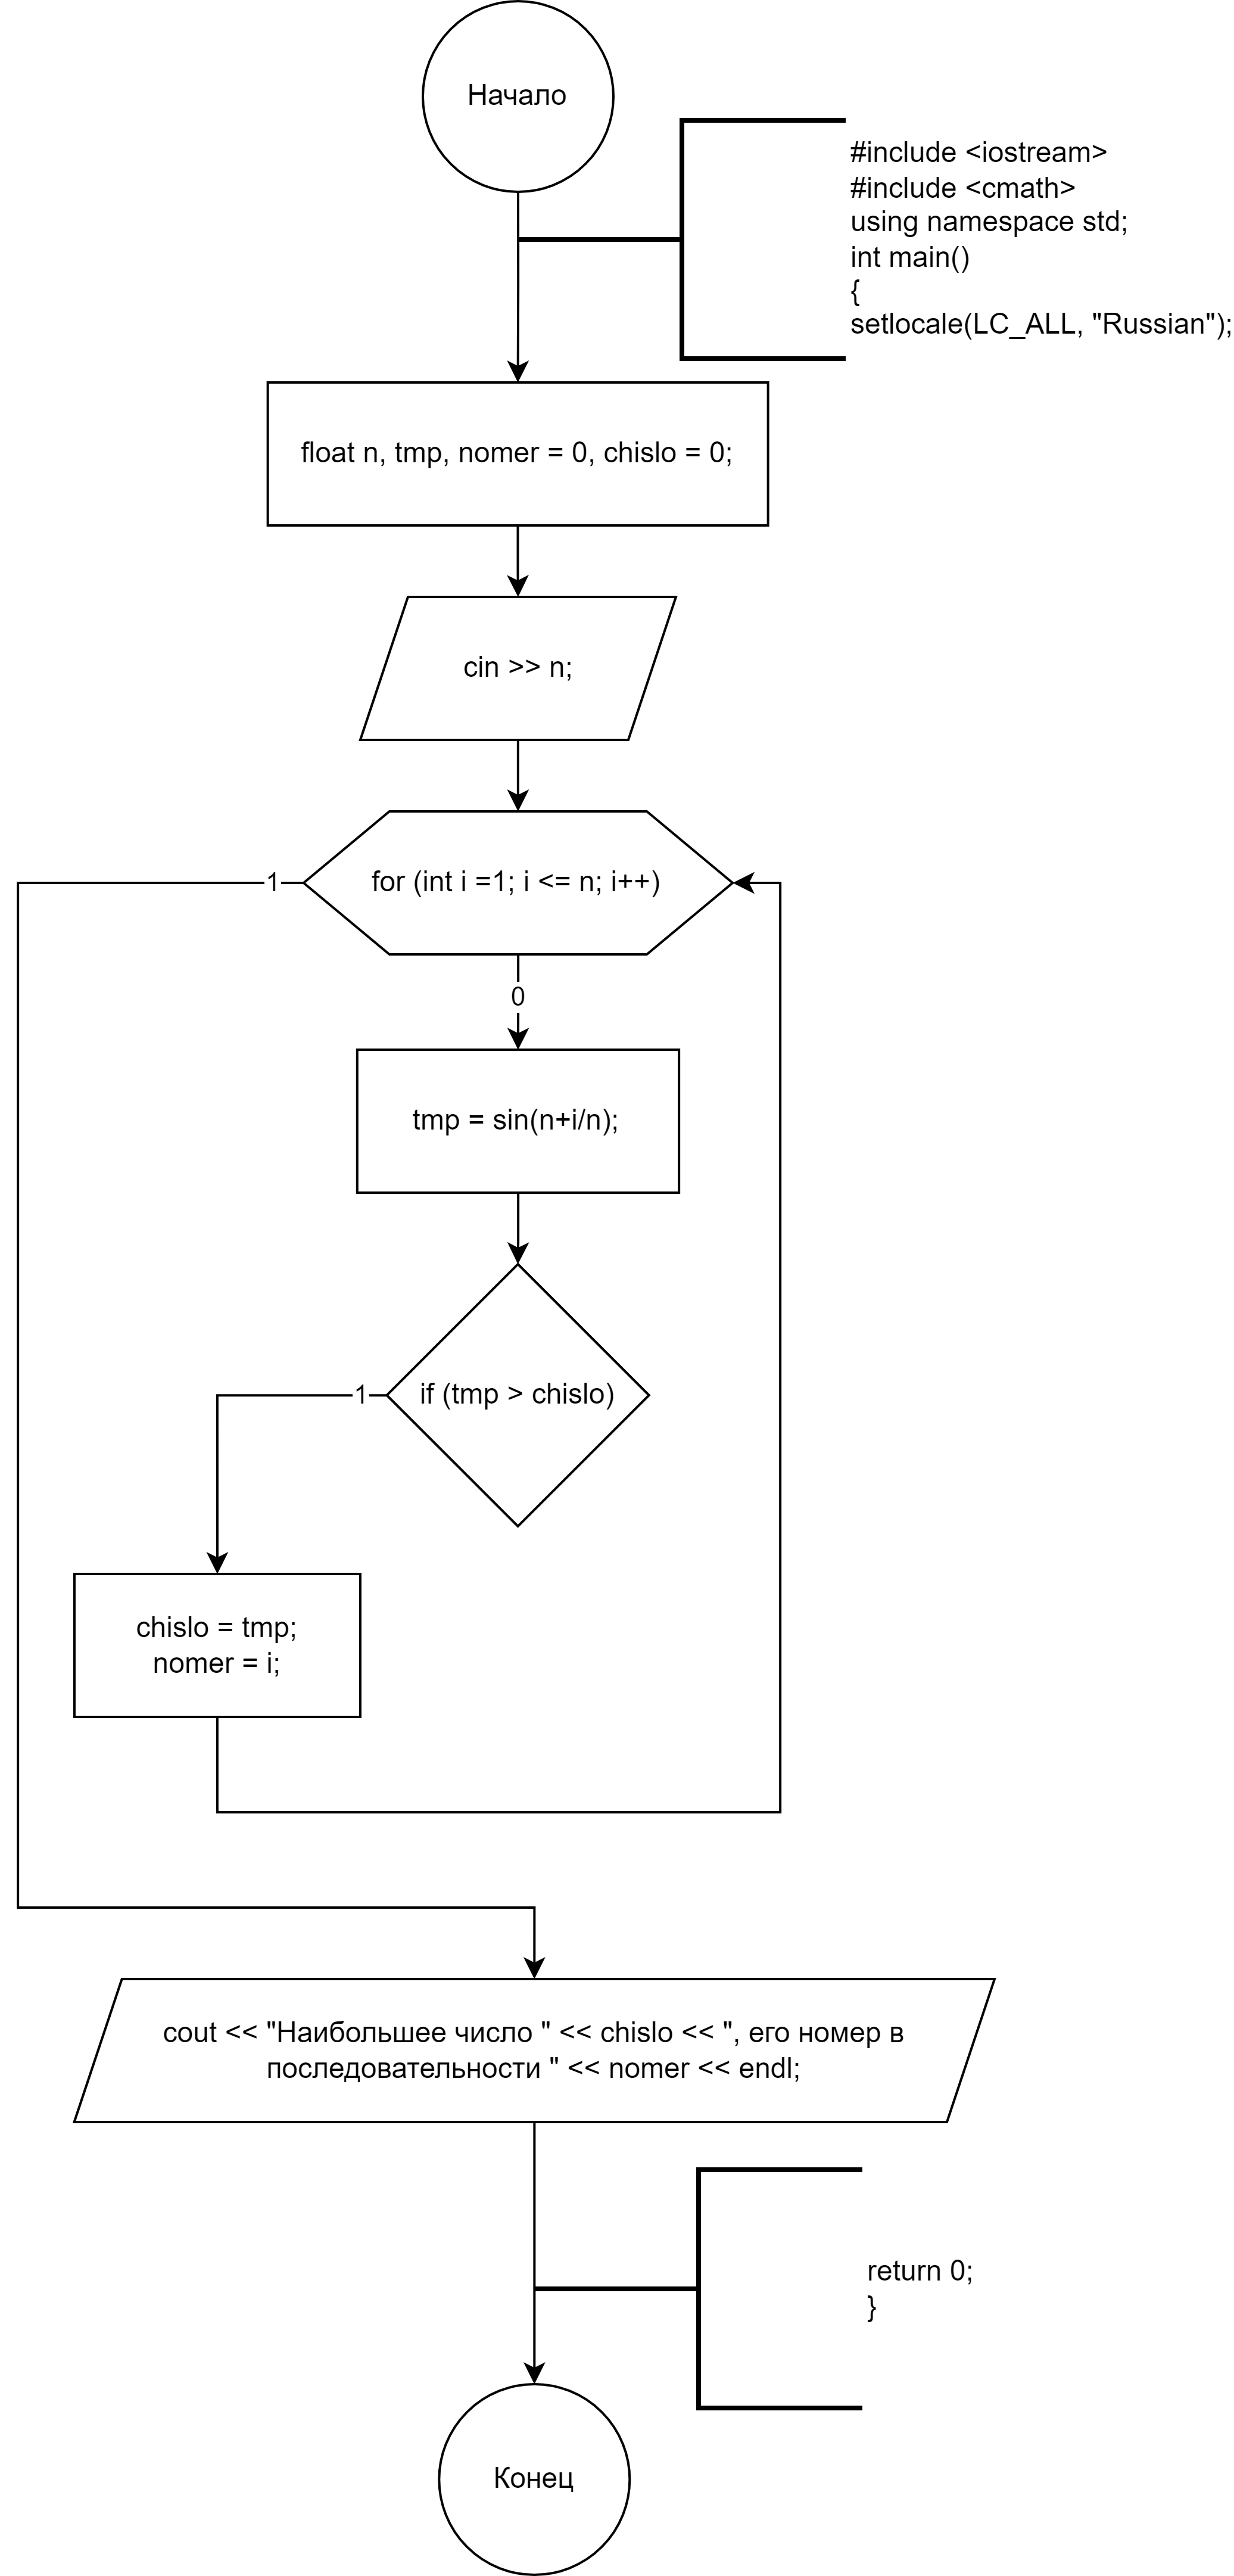 Начало
#include <iostream>
#include <cmath>
using namespace std;
int main()
{
setlocale(LC_ALL, "Russian");
float n, tmp, nomer = 0, chislo = 0;
cin >> n;
for (int i =1; i <= n; i++)
1
0
tmp = sin(n+i/n);
if (tmp > chislo)
1
chislo = tmp;
nomer = i;
cout << "Наибольшее число " << chislo << ", его номер в
последовательности " << nomer << endl;
return 0;
}
Конец